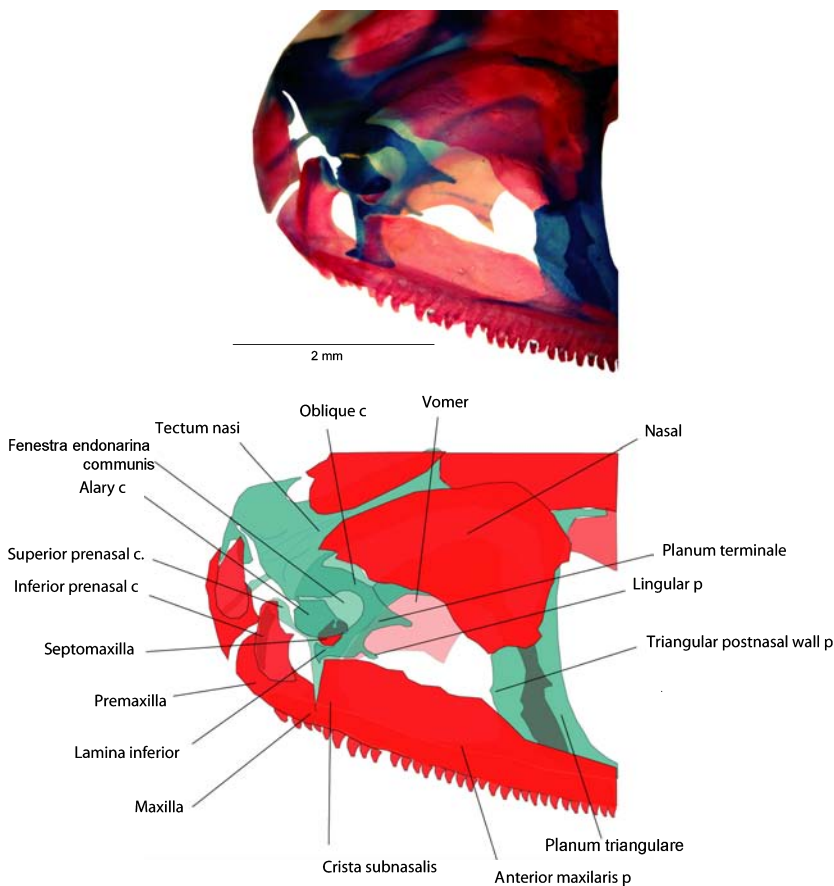 2 mm
Vomer
Oblique c
Tectum nasi
Nasal
Fenestra endonarina
communis
Alary c
Planum terminale
Superior prenasal c.
Lingular p
Inferior prenasal c
Triangular postnasal wall p
Septomaxilla
Premaxilla
Lamina inferior
Maxilla
Planum triangulare
Crista subnasalis
Anterior maxilaris p